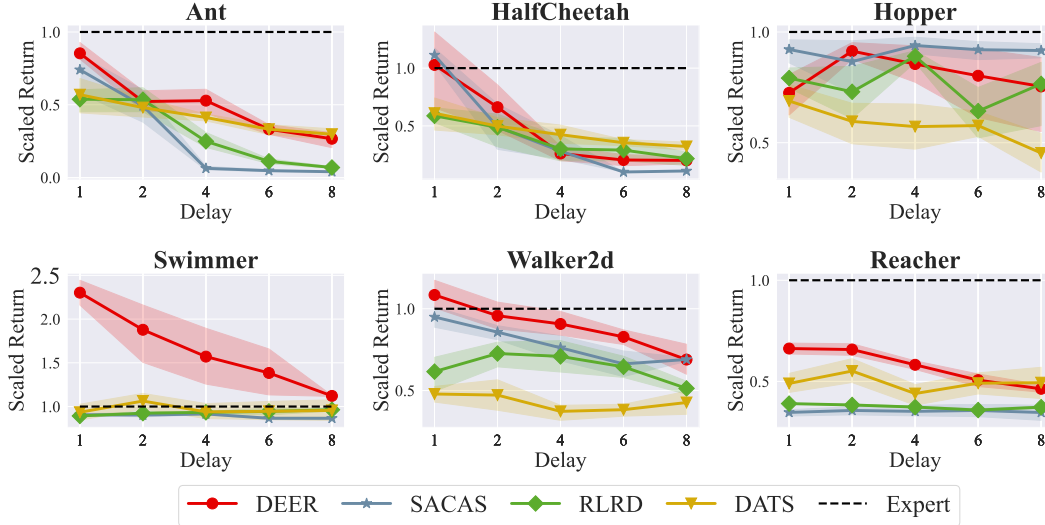 Ant
HalfCheetah
Hopper
Scaled Return
1.0
0.5
0.0
1 2 4 6 8
Delay
Scaled Return
1.0
0.5
1 2 4 6 8
Delay
Scaled Return
1.0
0.5
1 2 4 6 8
Delay
Swimmer
Walker2d
Reacher
Scaled Return
2.5
2.0
1.5
1.0
1 2 4 6 8
Delay
Scaled Return
1.0
0.5
1 2 4 6 8
Delay
Scaled Return
1.0
0.5
1 2 4 6 8
Delay
DEER SACAS RLRD DATS Expert